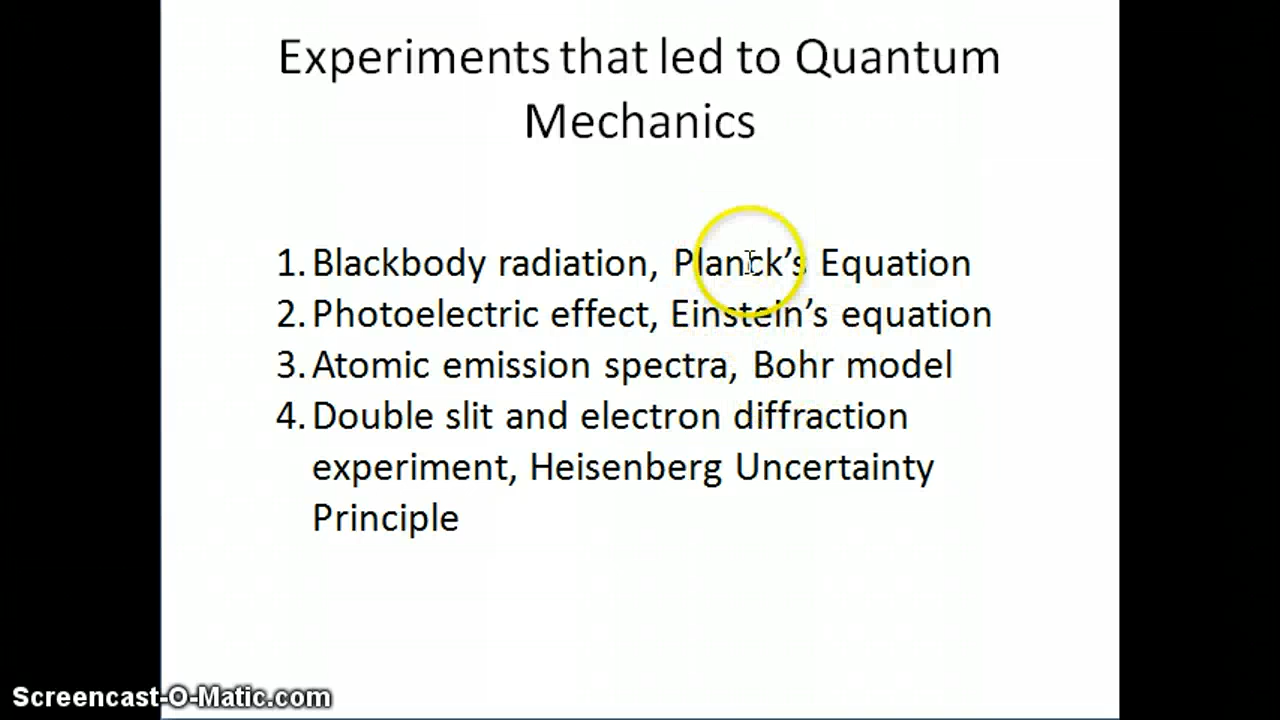 Experiments that led to Quantum
Mechanics
1. Blackbody radiation, Planck's Equation
2. Photoelectric effect, Einstein's equation
3. Atomic emission spectra, Bohr model
4. Double slit and electron diffraction
experiment, Heisenberg Uncertainty
Principle
Screencast-O-Matic.com